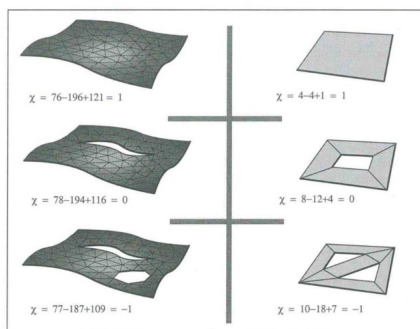 χ = 76–196+121= 1
χ = 4–4+1 = 1
χ = 78–194+116 = 0
χ = 8–12+4 = 0
χ = 77–187+109 = –1
χ = 10–18+7 = –1